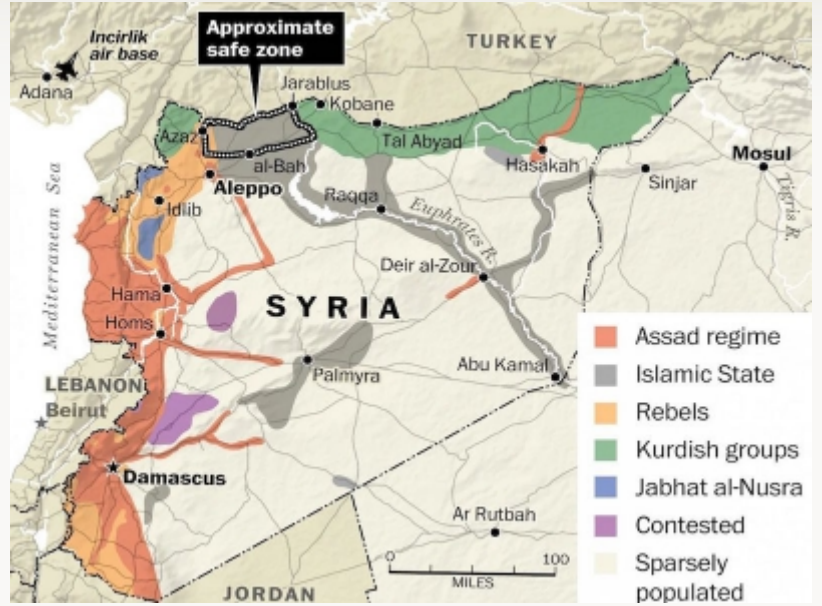 Approximate
safe zone
Incirlik
air base
TURKEY
Adana
Jarablus
Kobane
Azaz
Tal Abyad
al-Bah
Hasakah
Mosul
Aleppo
Sinjar
Raqqa
Tigris R.
Mediterranean Sea
Idlib
Euphrates R.
Deir al-Zour
Hama
SYRIA
Homs
Palmyra
Abu Kamal
LEBANON
Beirut
Damascus
Ar Rutbah
JORDAN
0
100
MILES
Assad regime
Islamic State
Rebels
Kurdish groups
Jabhat al-Nusra
Contested
Sparsely
populated